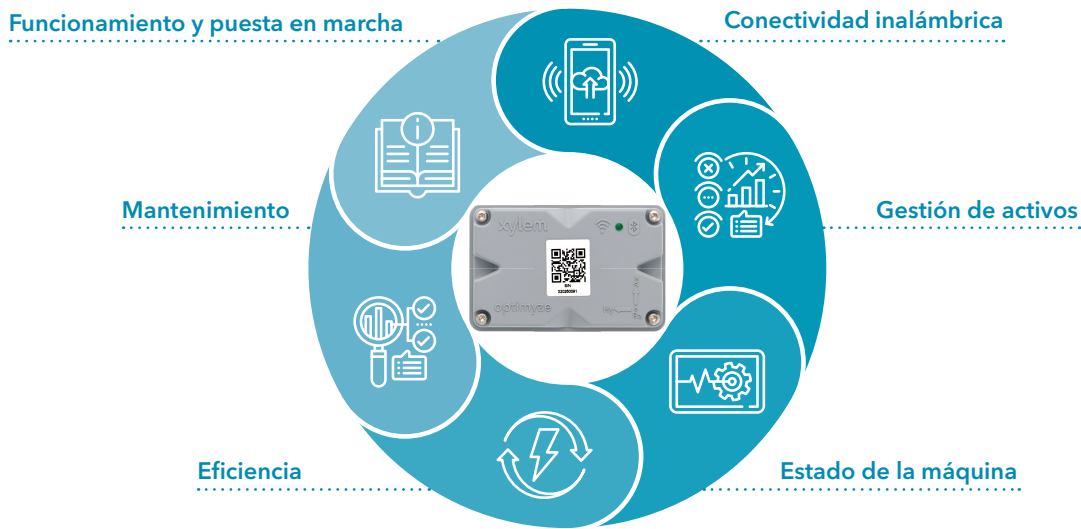 Funcionamiento y puesta en marcha
Conectividad inalámbrica
Mantenimiento
Gestión de activos
xylem
S/N
optimyze
Eficiencia
Estado de la máquina